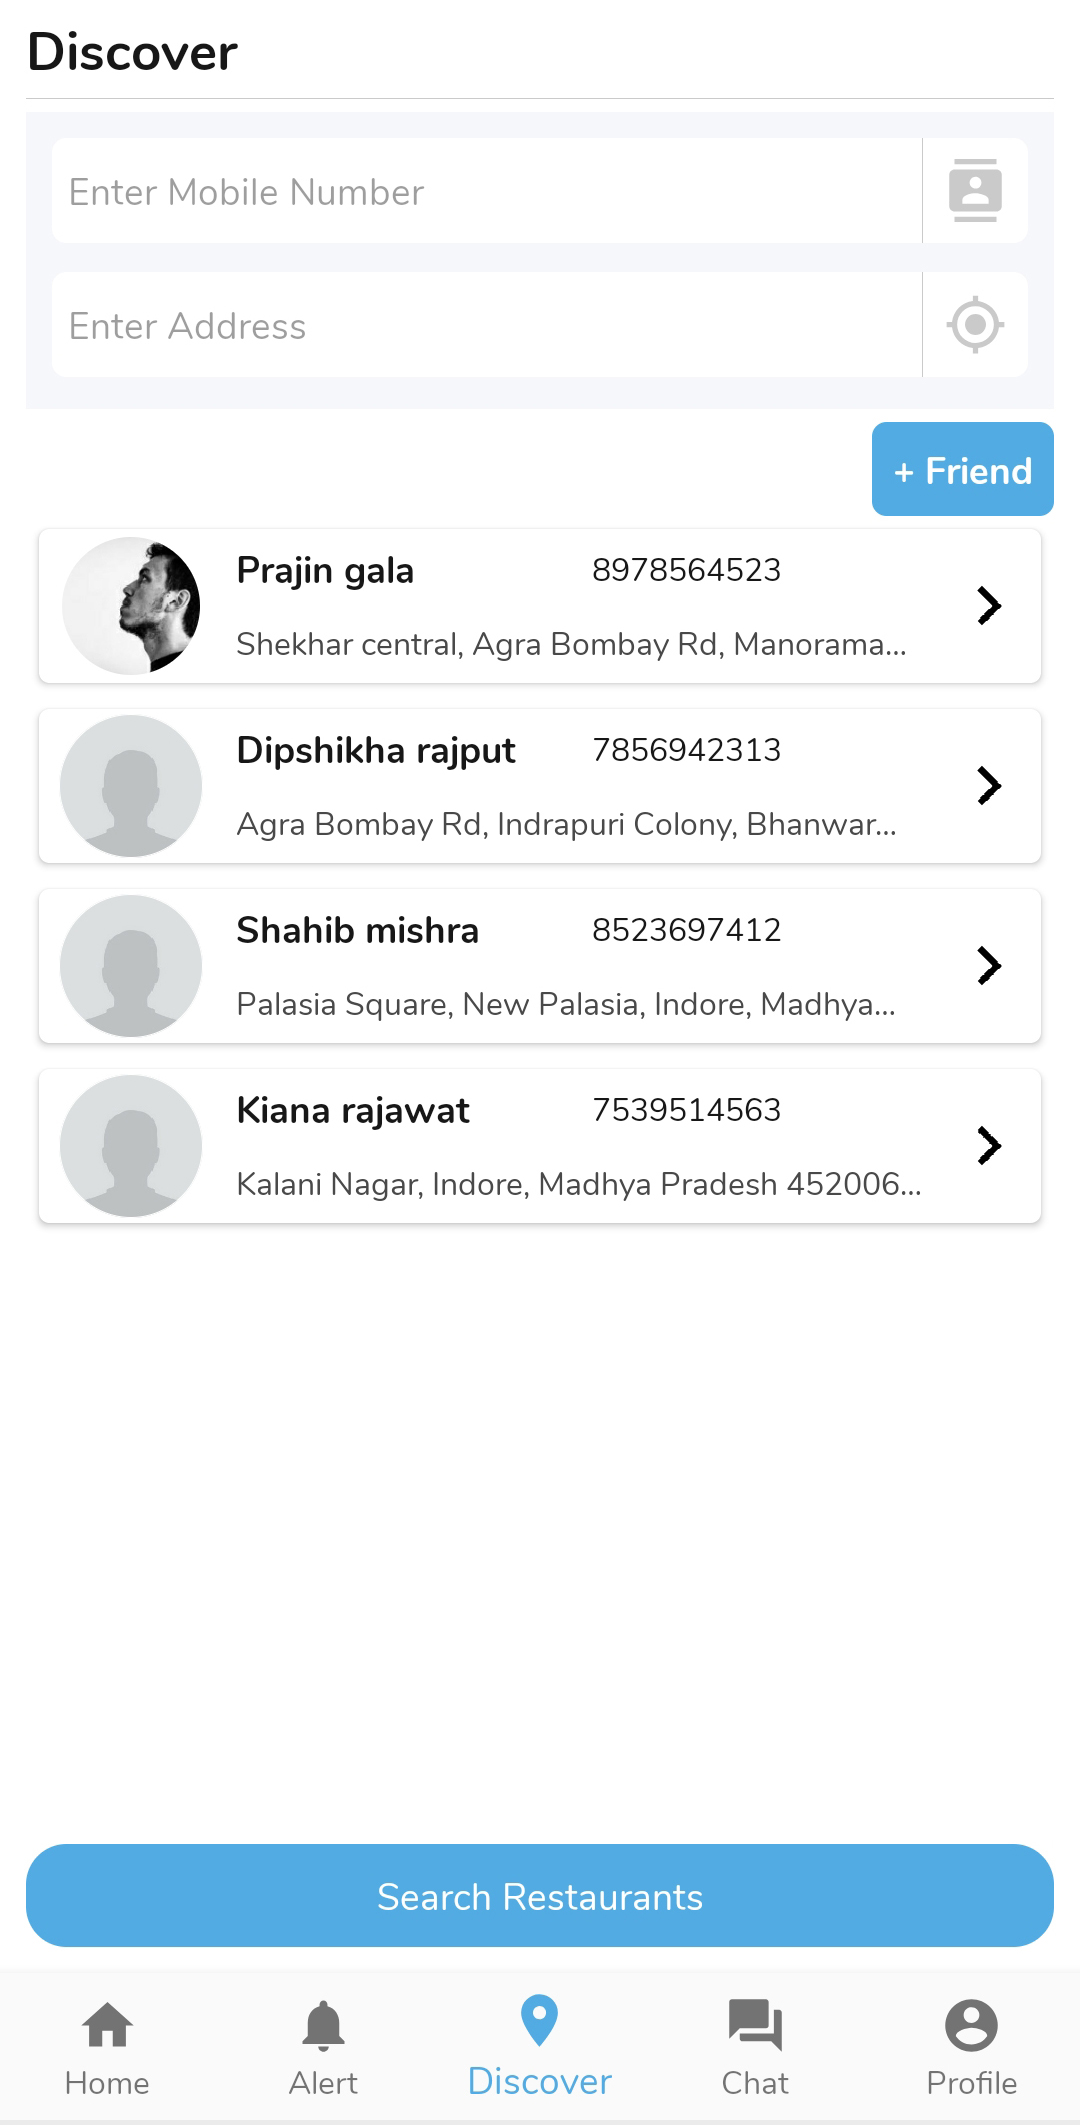 Discover
Enter Mobile Number
Enter Address
+ Friend
Prajin gala 8978564523
Shekhar central, Agra Bombay Rd, Manorama...
Dipshikha rajput 7856942313
Agra Bombay Rd, Indrapuri Colony, Bhanwar...
Shahib mishra 8523697412
Palasia Square, New Palasia, Indore, Madhya...
Kiana rajawat 7539514563
Kalani Nagar, Indore, Madhya Pradesh 452006...
Search Restaurants
Home Alert Discover Chat Profile